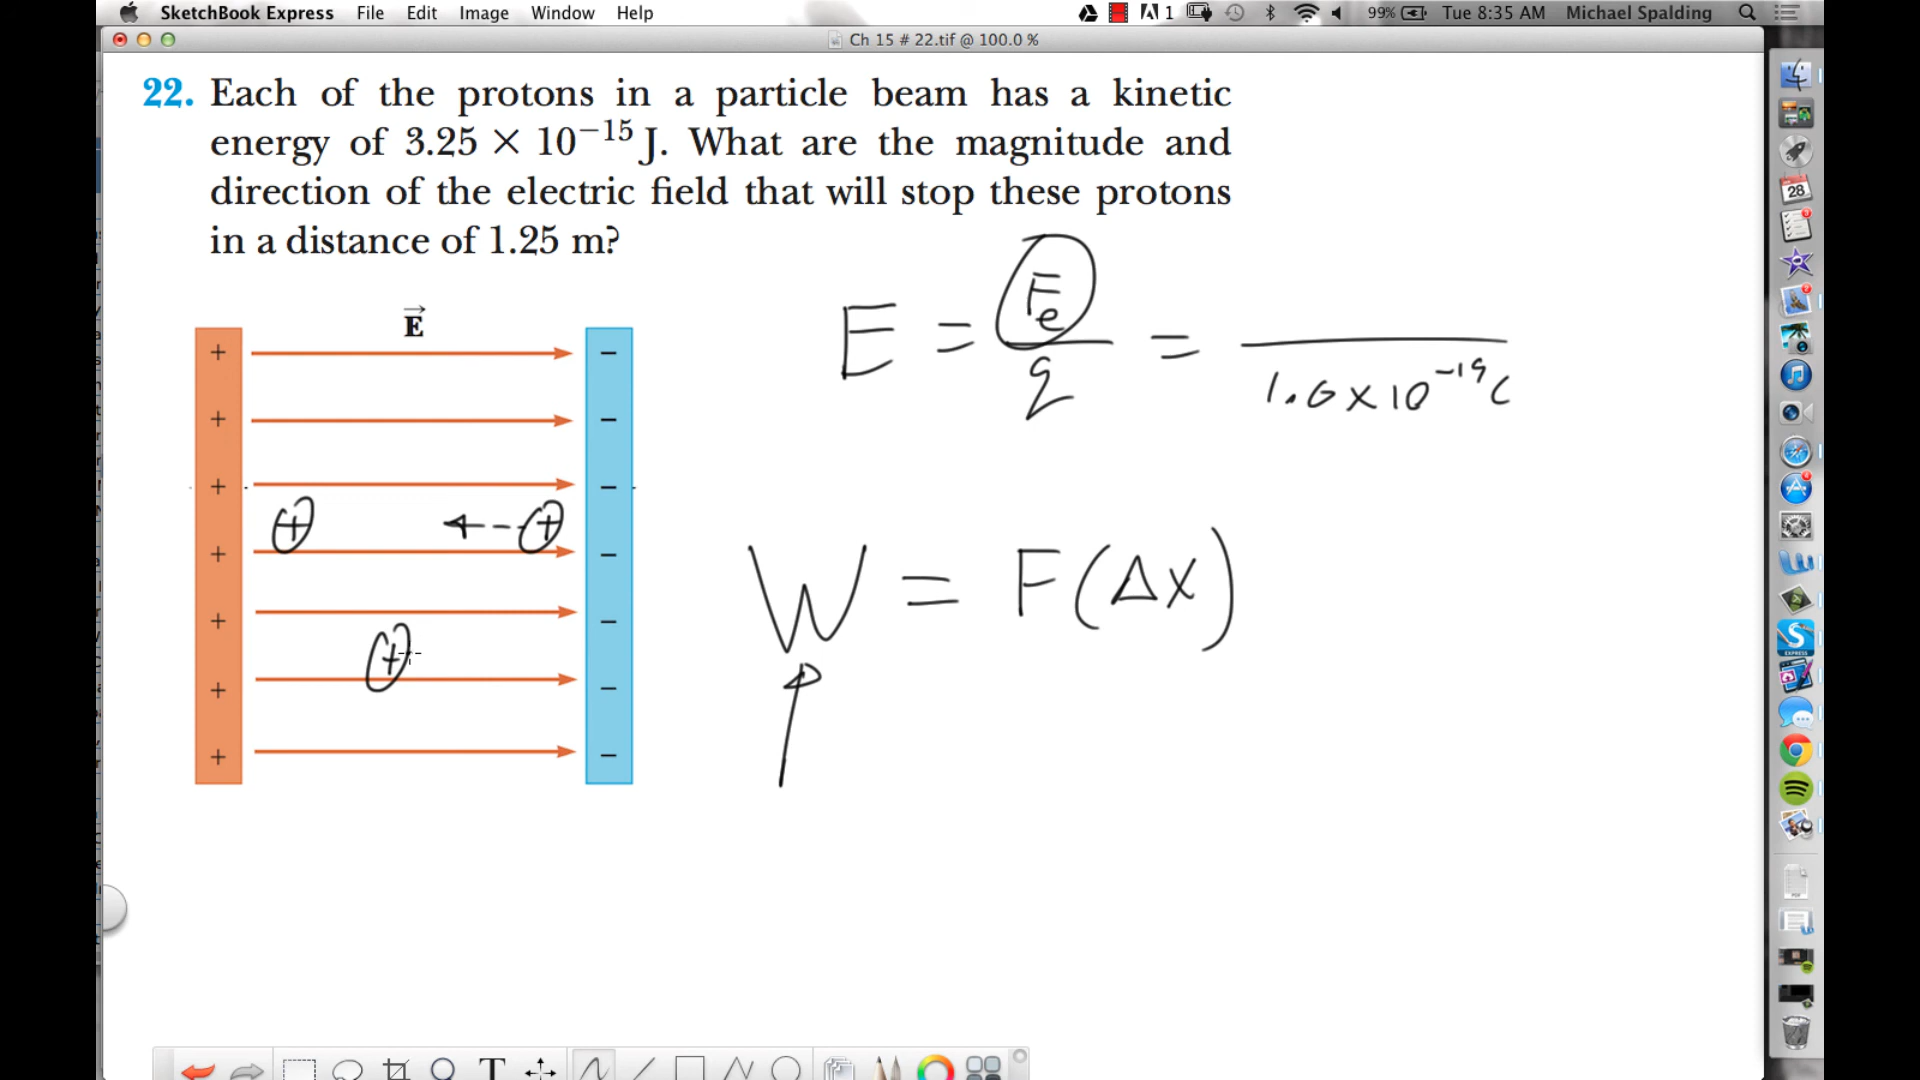 SketchBook Express File Edit Image Window Help 1 99% Tue 8:35 AM Michael Spalding
Ch 15 # 22.tif @ 100.0 %
22. Each of the protons in a particle beam has a kinetic
energy of 3.25 × 10⁻¹⁵ J. What are the magnitude and
direction of the electric field that will stop these protons
in a distance of 1.25 m?
E = Fe / q = / 1.6 x 10⁻¹⁹ C
E
+ −
+ −
+ −
+ +
+ −
+ −
+
+ −
+ −
W = F(Δx)
28
S
EXPRESS
T